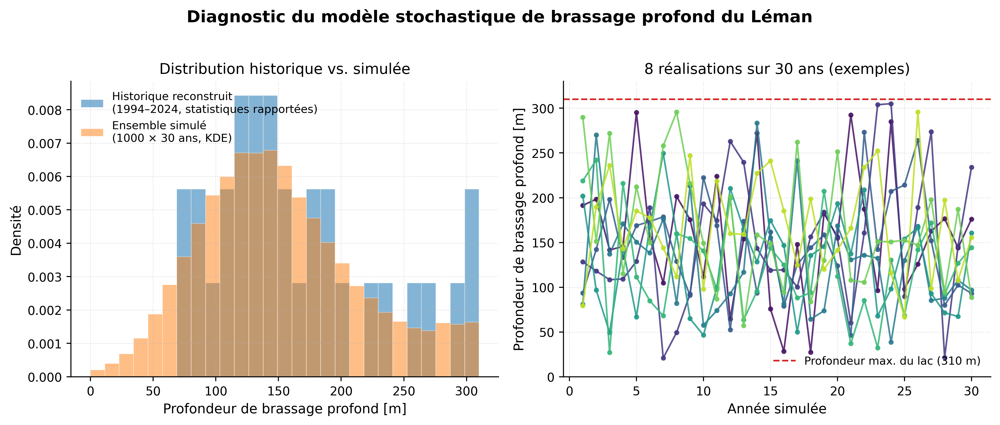 Diagnostic du modèle stochastique de brassage profond du Léman
Distribution historique vs. simulée
Historique reconstruit
(1994–2024, statistiques rapportées)
Ensemble simulé
(1000 × 30 ans, KDE)
Densité
0.008
0.007
0.006
0.005
0.004
0.003
0.002
0.001
0.000
0 50 100 150 200 250 300
Profondeur de brassage profond [m]
8 réalisations sur 30 ans (exemples)
Profondeur de brassage profond [m]
300
250
200
150
100
50
0
Profondeur max. du lac (310 m)
0 5 10 15 20 25 30
Année simulée